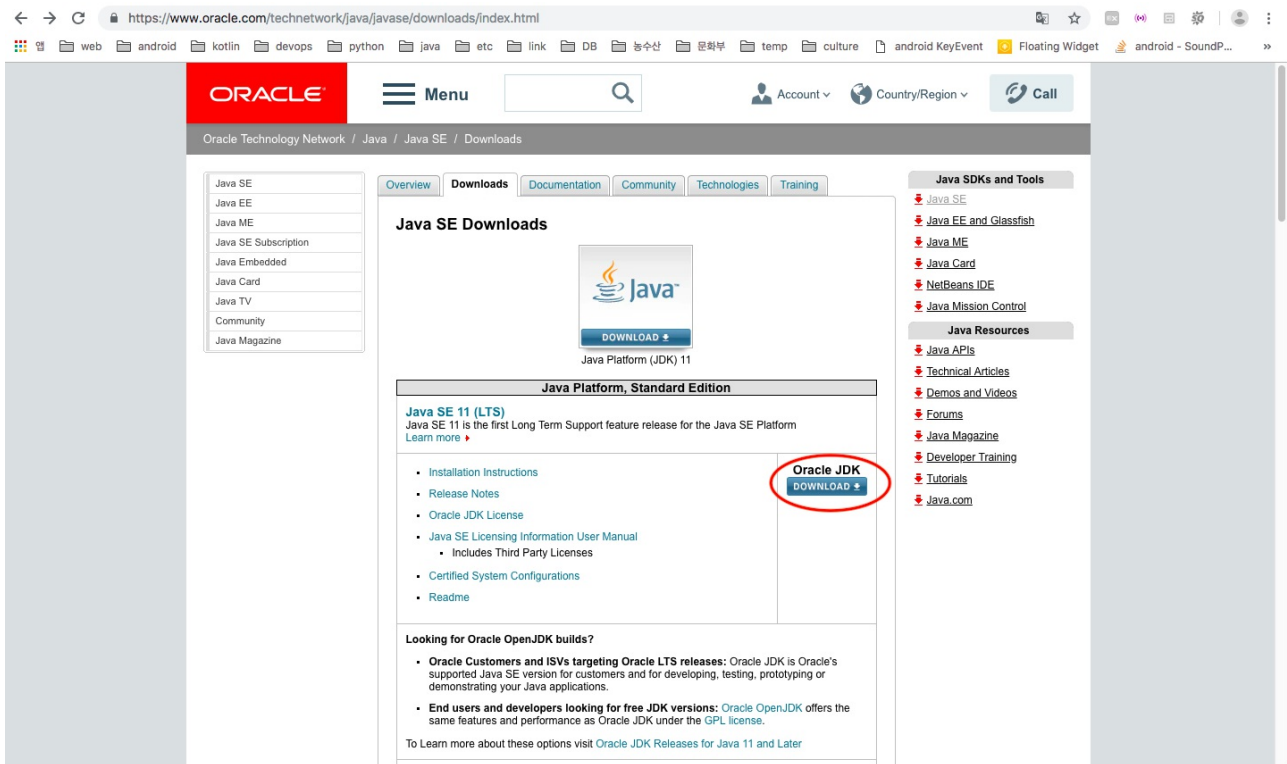 https://www.oracle.com/technetwork/java/javase/downloads/index.html
앱 web android kotlin devops python java etc link DB 농수산 문화부 temp culture android KeyEvent Floating Widget android - SoundP... »
ORACLE
Menu
Account
Country/Region
Call
Oracle Technology Network / Java / Java SE / Downloads
Java SE
Java EE
Java ME
Java SE Subscription
Java Embedded
Java Card
Java TV
Community
Java Magazine
Overview Downloads Documentation Community Technologies Training
Java SE Downloads
Java
DOWNLOAD
Java Platform (JDK) 11
Java Platform, Standard Edition
Java SE 11 (LTS)
Java SE 11 is the first Long Term Support feature release for the Java SE Platform
Learn more
Installation Instructions
Release Notes
Oracle JDK License
Java SE Licensing Information User Manual
Includes Third Party Licenses
Certified System Configurations
Readme
Oracle JDK
DOWNLOAD
Looking for Oracle OpenJDK builds?
Oracle Customers and ISVs targeting Oracle LTS releases: Oracle JDK is Oracle's
supported Java SE version for customers and for developing, testing, prototyping or
demonstrating your Java applications.
End users and developers looking for free JDK versions: Oracle OpenJDK offers the
same features and performance as Oracle JDK under the GPL license.
To Learn more about these options visit Oracle JDK Releases for Java 11 and Later
Java SDKs and Tools
Java SE
Java EE and Glassfish
Java ME
Java Card
NetBeans IDE
Java Mission Control
Java Resources
Java APIs
Technical Articles
Demos and Videos
Forums
Java Magazine
Developer Training
Tutorials
Java.com